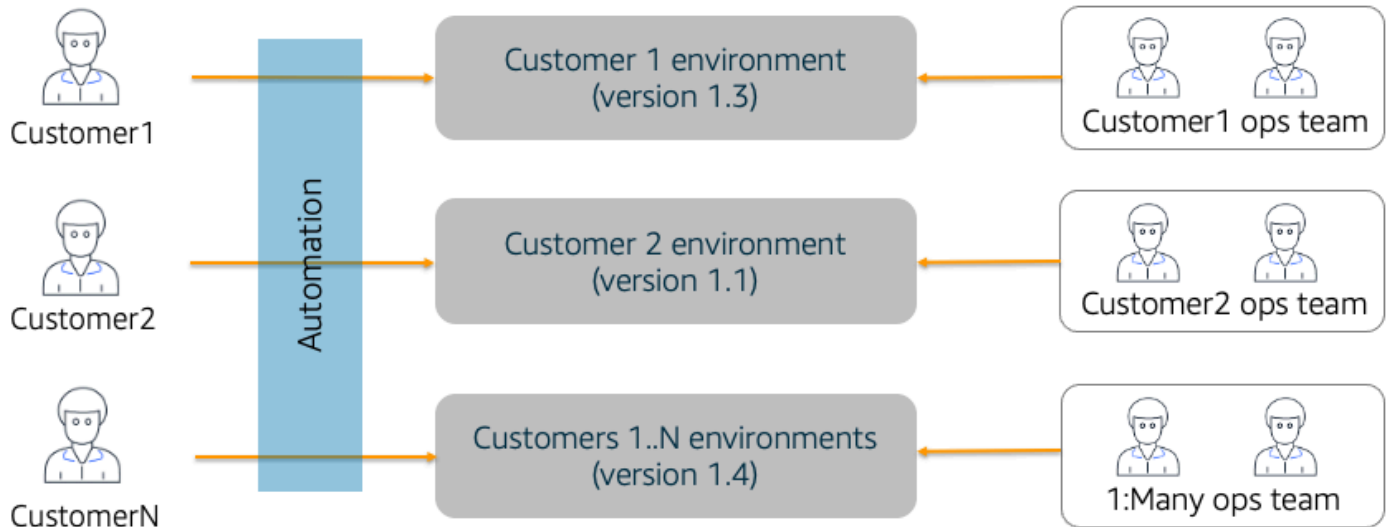 Customer1
Customer 1 environment
(version 1.3)
Customer1 ops team
Automation
Customer2
Customer 2 environment
(version 1.1)
Customer2 ops team
CustomerN
Customers 1..N environments
(version 1.4)
1:Many ops team